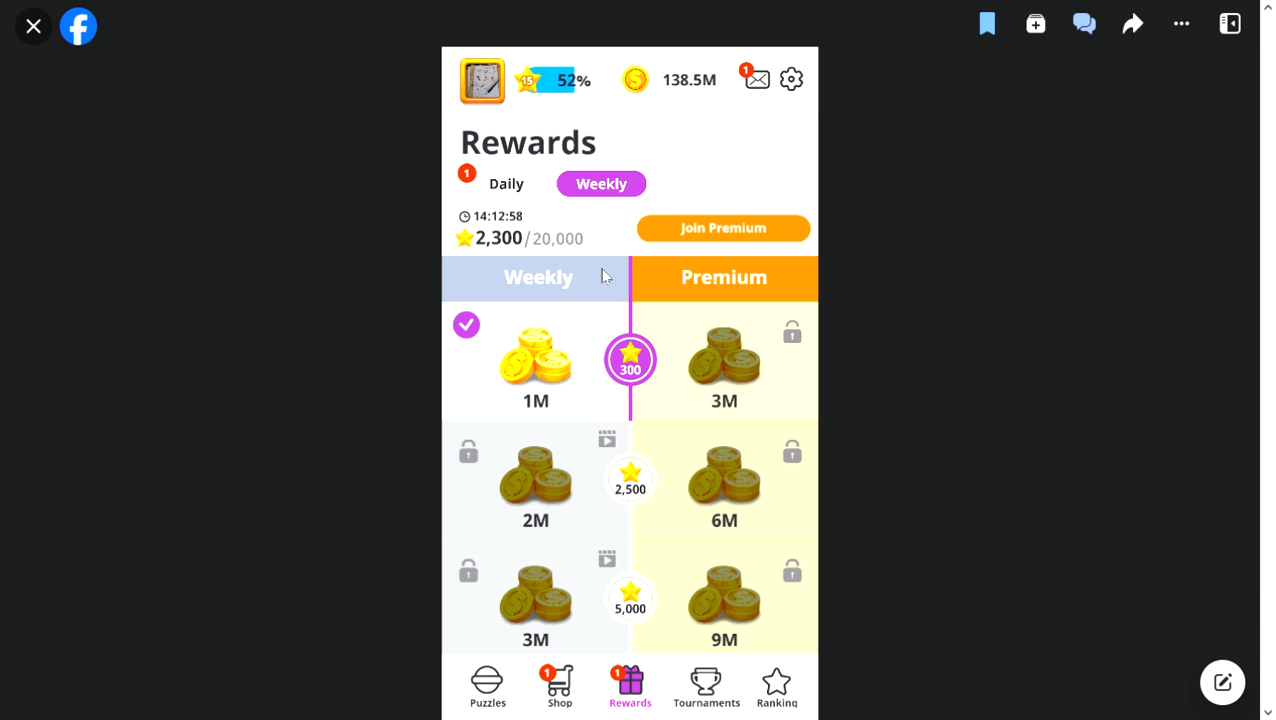 15 52% 138.5M 1
Rewards
1 Daily Weekly
14:12:58
2,300/20,000 Join Premium
Weekly Premium
300
1M 3M
2,500
2M 6M
5,000
3M 9M
1 1
Puzzles Shop Rewards Tournaments Ranking